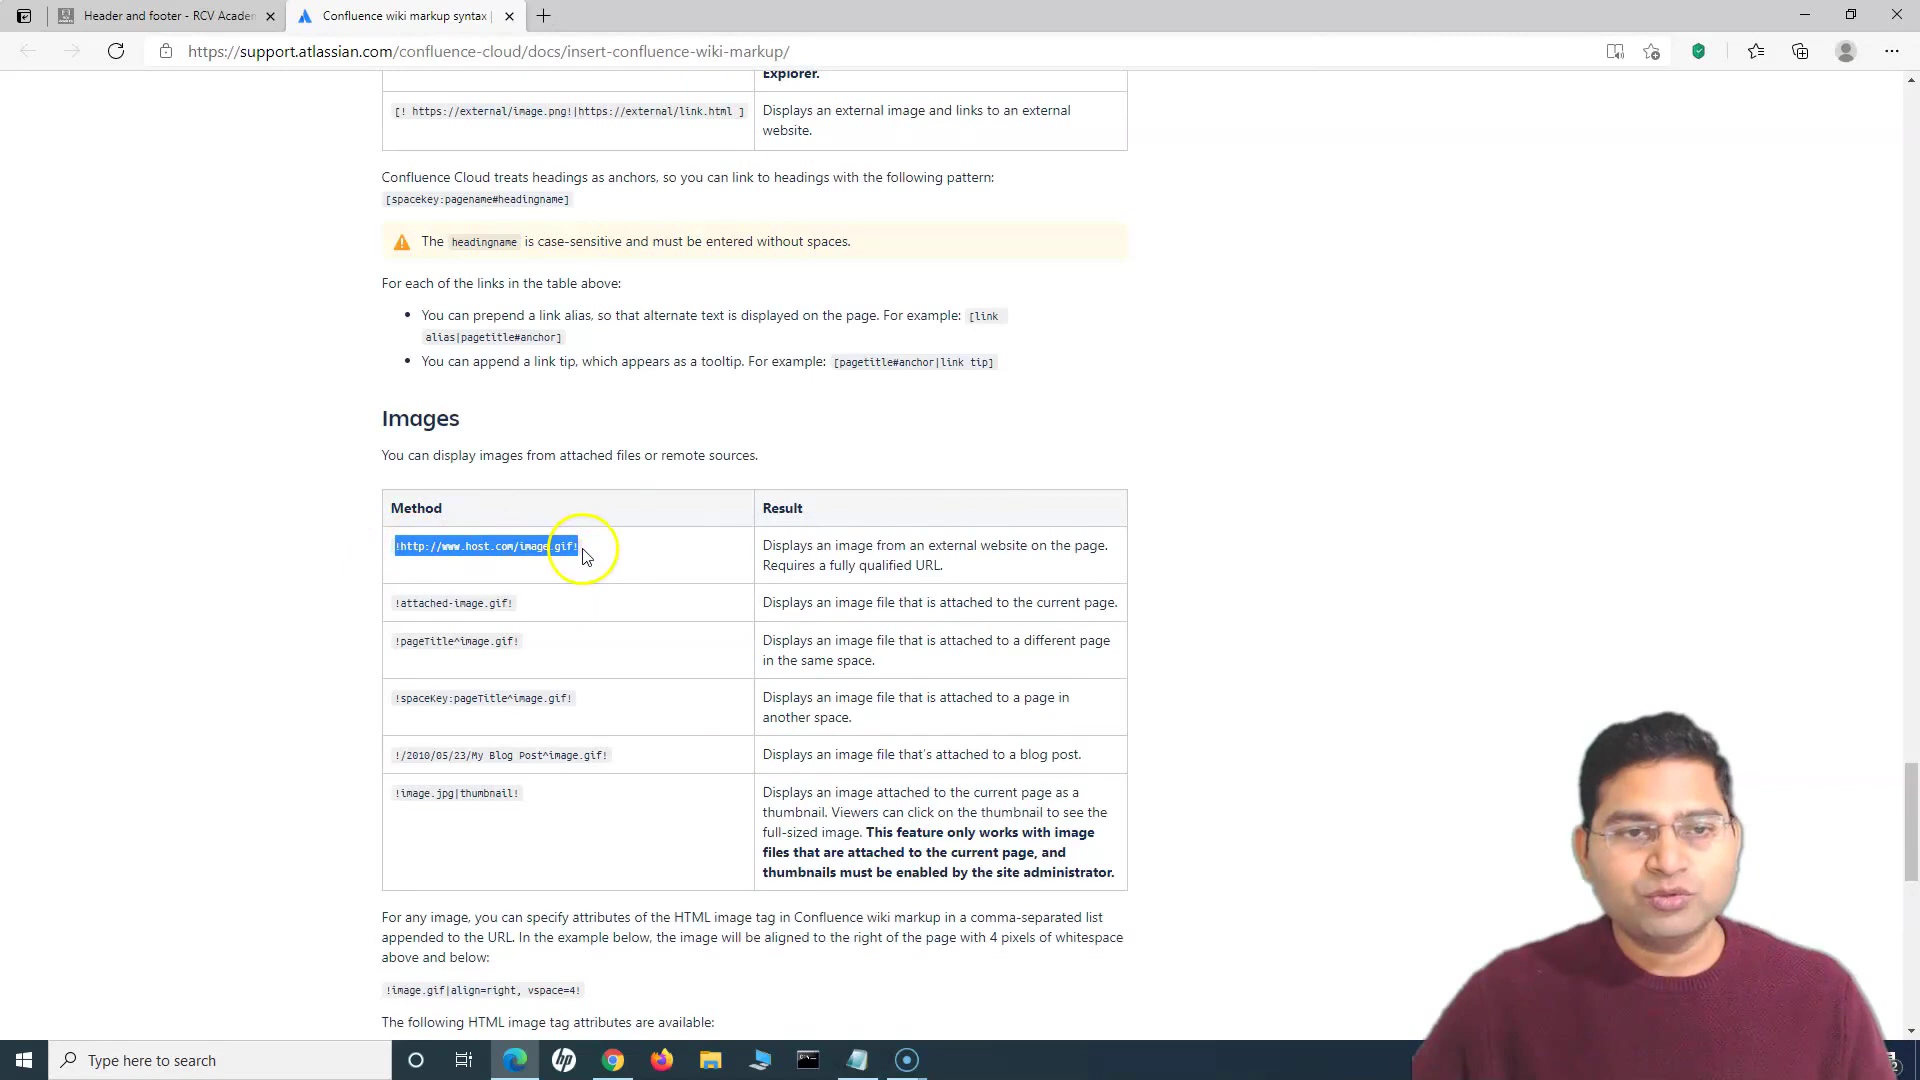 Header and footer - RCV Acaden
Confluence wiki markup syntax |
https://support.atlassian.com/confluence-cloud/docs/insert-confluence-wiki-markup/
Explorer.
[! https://external/image.png!|https://external/link.html ]
Displays an external image and links to an external
website.
Confluence Cloud treats headings as anchors, so you can link to headings with the following pattern:
[spacekey:pagename#headingname]
The headingname is case-sensitive and must be entered without spaces.
For each of the links in the table above:
• You can prepend a link alias, so that alternate text is displayed on the page. For example: [link
alias|pagetitle#anchor]
• You can append a link tip, which appears as a tooltip. For example: [pagetitle#anchor|link tip]
Images
You can display images from attached files or remote sources.
Method
Result
!http://www.host.com/image.gif!
Displays an image from an external website on the page.
Requires a fully qualified URL.
!attached-image.gif!
Displays an image file that is attached to the current page.
!pageTitle^image.gif!
Displays an image file that is attached to a different page
in the same space.
!spaceKey:pageTitle^image.gif!
Displays an image file that is attached to a page in
another space.
!/2010/05/23/My Blog Post^image.gif!
Displays an image file that's attached to a blog post.
!image.jpg|thumbnail!
Displays an image attached to the current page as a
thumbnail. Viewers can click on the thumbnail to see the
full-sized image. This feature only works with image
files that are attached to the current page, and
thumbnails must be enabled by the site administrator.
For any image, you can specify attributes of the HTML image tag in Confluence wiki markup in a comma-separated list
appended to the URL. In the example below, the image will be aligned to the right of the page with 4 pixels of whitespace
above and below:
!image.gif|align=right, vspace=4!
The following HTML image tag attributes are available:
Type here to search
hp
2